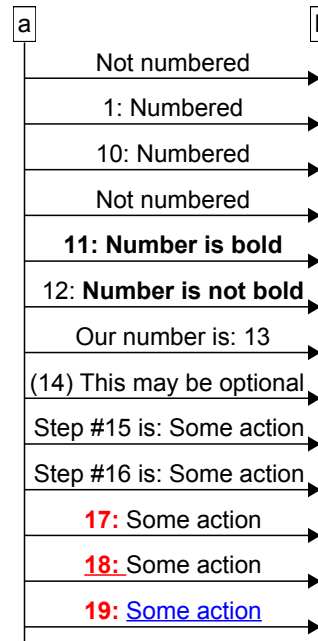 a
Not numbered
1: Numbered
10: Numbered
Not numbered
11: Number is bold
12: Number is not bold
Our number is: 13
(14) This may be optional
Step #15 is: Some action
Step #16 is: Some action
17: Some action
18: Some action
19: Some action